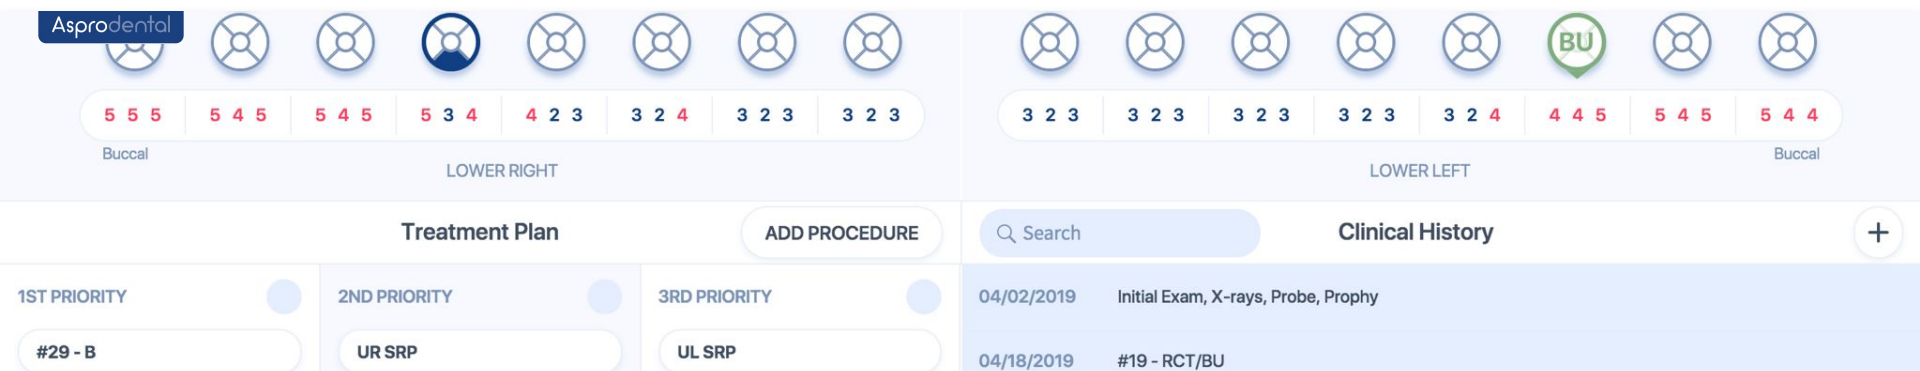 Asprodental
BU
5 5 5 5 4 5 5 4 5 5 3 4 4 2 3 3 2 4 3 2 3 3 2 3
3 2 3 3 2 3 3 2 3 3 2 3 3 2 4 4 4 5 5 4 5 5 4 4
Buccal
Buccal
LOWER RIGHT
LOWER LEFT
Treatment Plan
ADD PROCEDURE
Search
Clinical History
+
1ST PRIORITY
2ND PRIORITY
3RD PRIORITY
#29 - B
UR SRP
UL SRP
04/02/2019 Initial Exam, X-rays, Probe, Prophy
04/18/2019 #19 - RCT/BU